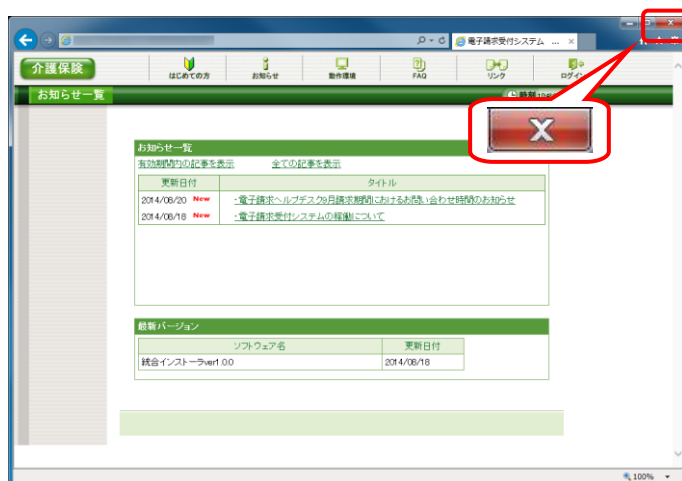 電子請求受付システム ...
介護保険
はじめての方
お知らせ
動作環境
FAQ
リンク
お知らせ一覧
お知らせ一覧
有効期間内の記事を表示 全ての記事を表示
更新日付 タイトル
2014/08/20 New ・電子請求ヘルプデスク9月請求期間におけるお問い合わせ時間のお知らせ
2014/08/18 New ・電子請求受付システムの稼働について
最新バージョン
ソフトウェア名 更新日付
統合インストーラver1.0.0 2014/08/18
100%